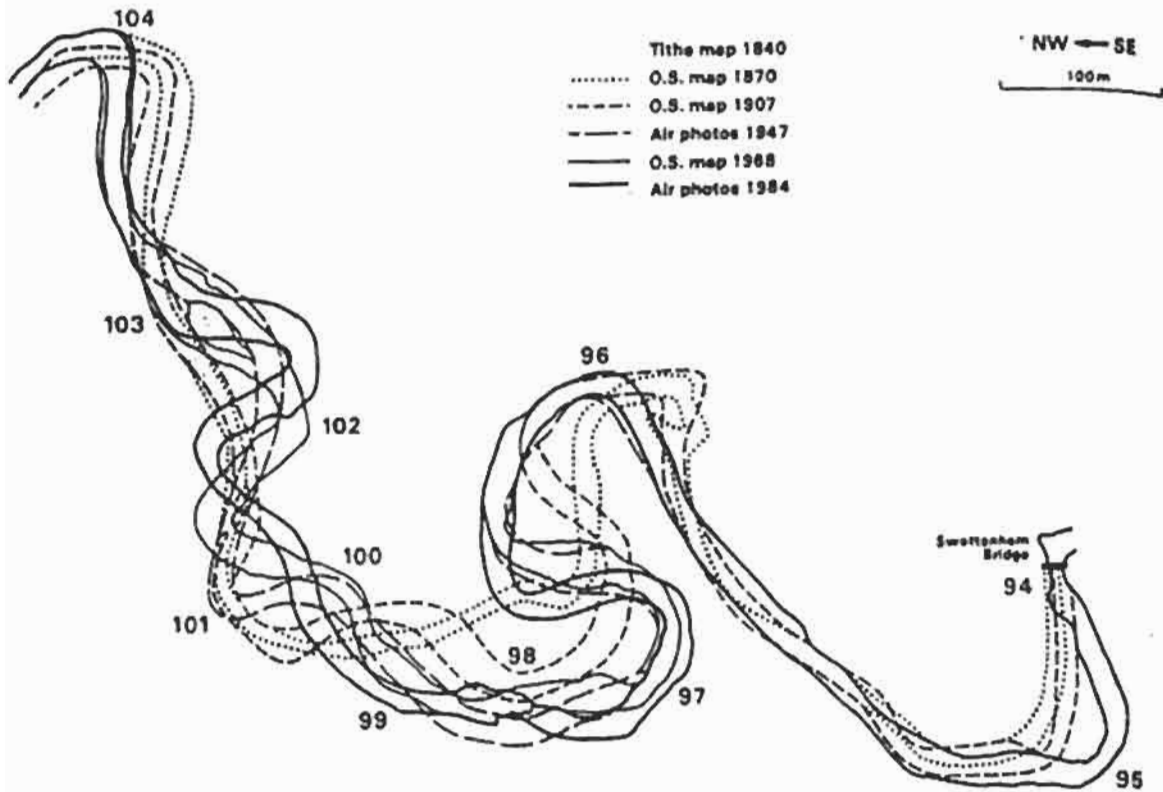 104
Tithe map 1840
O.S. map 1870
O.S. map 1907
Air photos 1947
O.S. map 1968
Air photos 1984
NW SE
100m
103
102
96
100
Swettenham
Bridge
94
101
98
97
99
95